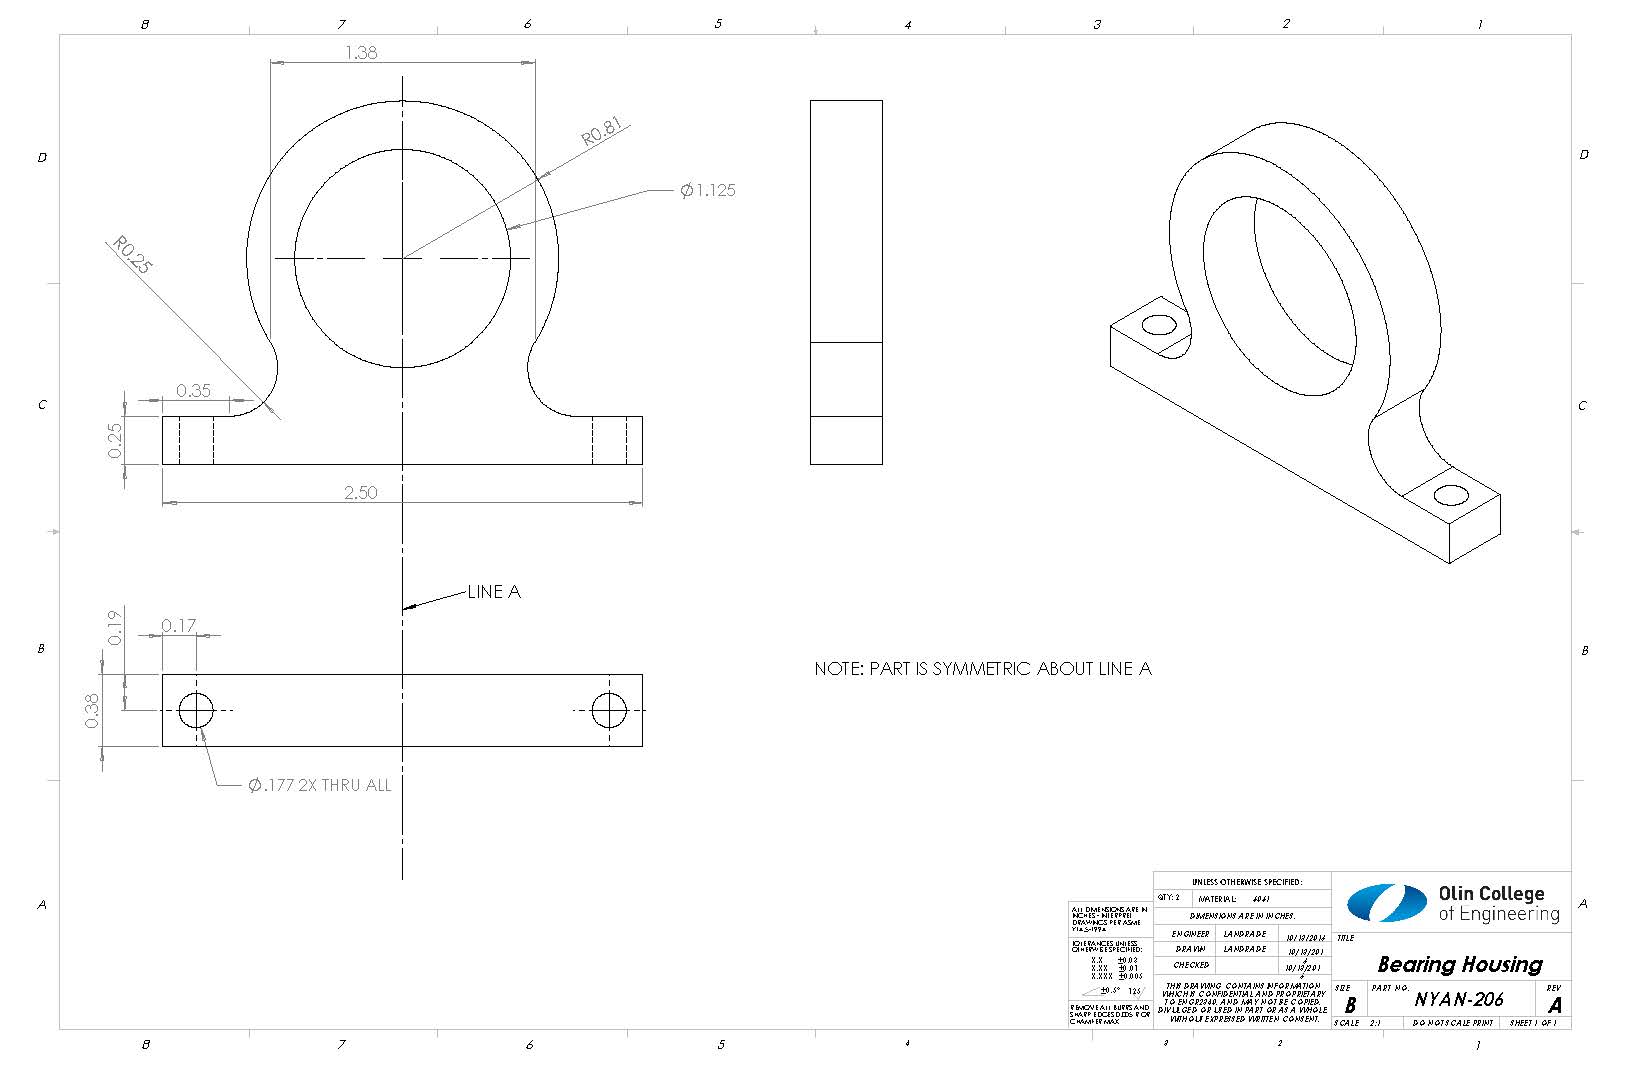 8 7 6 5 4 3 2 1
D
C
B
A
1.38
R0.81
Ø1.125
R0.25
0.35
0.25
2.50
LINE A
0.19
0.17
0.38
Ø.177 2X THRU ALL
NOTE: PART IS SYMMETRIC ABOUT LINE A
D
C
B
A
ALL DIMENSIONS ARE IN
INCHES - INTERPRET
DRAWINGS PER ASME
Y14.5-1994
TOLERANCES UNLESS
OTHERWISE SPECIFIED:
X.X ±0.02
X.XX ±0.01
X.XXX ±0.005
±0.5° 125
REMOVE ALL BURRS AND
SHARP EDGES
CHAMFER MAX
UNLESS OTHERWISE SPECIFIED:
QTY: 2 MATERIAL: 6061
DIMENSIONS ARE IN INCHES.
ENGINEER LANDRADE 10/13/2016
DRAWN LANDRADE 10/13/201
6
CHECKED 10/13/201
6
THIS DRAWING CONTAINS INFORMATION
WHICH IS CONFIDENTIAL AND PROPRIETARY
TO ENGR2340, AND MAY NOT BE COPIED,
DIVULGED OR USED IN PART OR AS A WHOLE
WITHOUT EXPRESSED WRITTEN CONSENT.
Olin College
of Engineering
TITLE
Bearing Housing
SIZE PART NO. REV
B NYAN-206 A
SCALE 2:1 DO NOT SCALE PRINT SHEET 1 OF 1
8 7 6 5 4 3 2 1